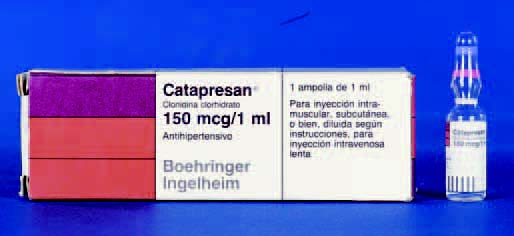 Catapresan®
Clonidina clorhidrato
150 mcg/1 ml
Antihipertensivo
Boehringer
Ingelheim
1 ampolla de 1 ml
Para inyección intra-
muscular, subcutánea,
o bien, diluida según
instrucciones, para
inyección intravenosa
lenta
Catapresan
150 mcg/1